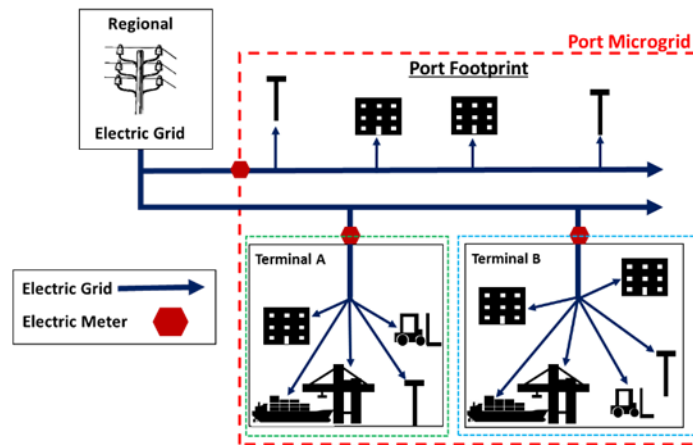 Regional
Electric Grid
Port Microgrid
Port Footprint
Terminal A
Terminal B
Electric Grid
Electric Meter